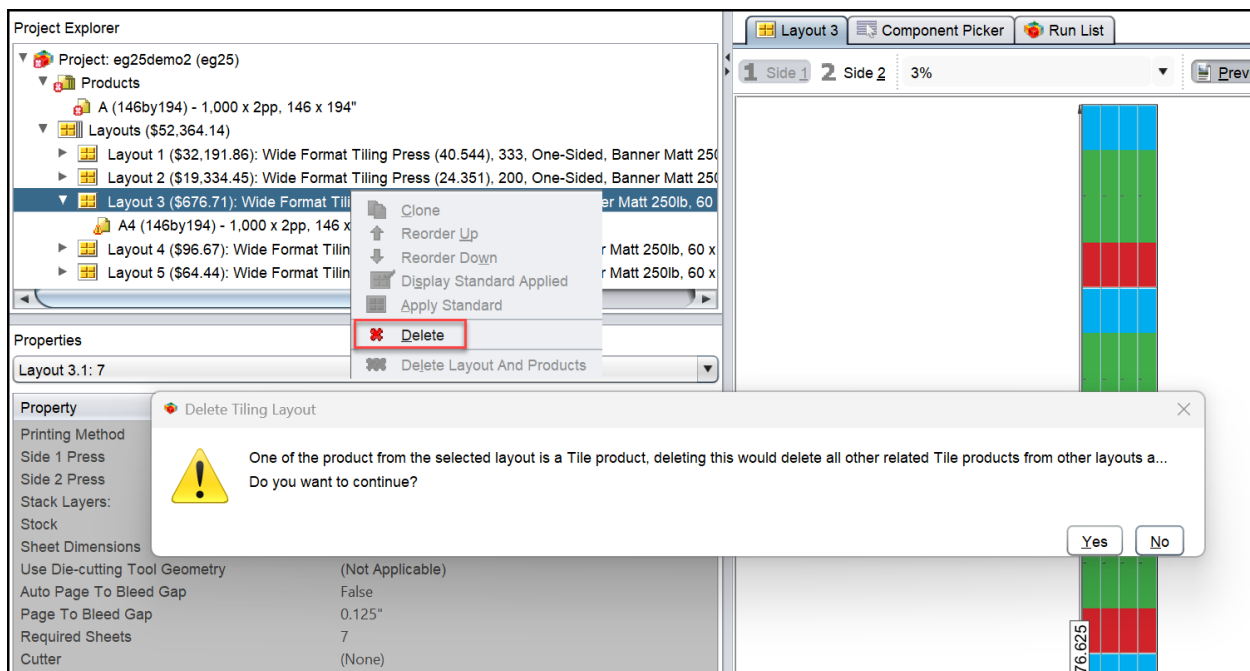 Project Explorer
Project: eg25demo2 (eg25)
Products
A (146by194) - 1,000 x 2pp, 146 x 194"
Layouts ($52,364.14)
Layout 1 ($32,191.86): Wide Format Tiling Press (40.544), 333, One-Sided, Banner Matt 250
Layout 2 ($19,334.45): Wide Format Tiling Press (24.351), 200, One-Sided, Banner Matt 250
Layout 3 ($676.71): Wide Format Tili er Matt 250lb, 60
A4 (146by194) - 1,000 x 2pp, 146 x
Layout 4 ($96.67): Wide Format Tilin r Matt 250lb, 60 x
Layout 5 ($64.44): Wide Format Tilin r Matt 250lb, 60 x
Clone
Reorder Up
Reorder Down
Display Standard Applied
Apply Standard
Delete
Delete Layout And Products
Layout 3
Component Picker
Run List
1 Side 1 2 Side 2 3% Prev
Properties
Layout 3.1: 7
Property
Delete Tiling Layout
One of the product from the selected layout is a Tile product, deleting this would delete all other related Tile products from other layouts a...
Do you want to continue?
Yes No
Printing Method
Side 1 Press
Side 2 Press
Stack Layers:
Stock
Sheet Dimensions
Use Die-cutting Tool Geometry (Not Applicable)
Auto Page To Bleed Gap False
Page To Bleed Gap 0.125"
Required Sheets 7
Cutter (None)
76.625